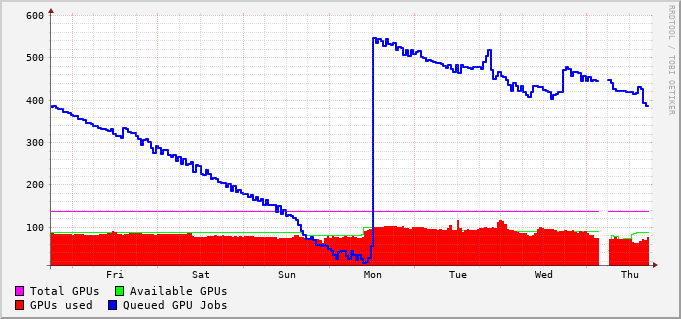 600
500
400
300
200
100
Fri Sat Sun Mon Tue Wed Thu
Total GPUs Available GPUs
GPUs used Queued GPU Jobs
RRDTOOL / TOBI OETIKER